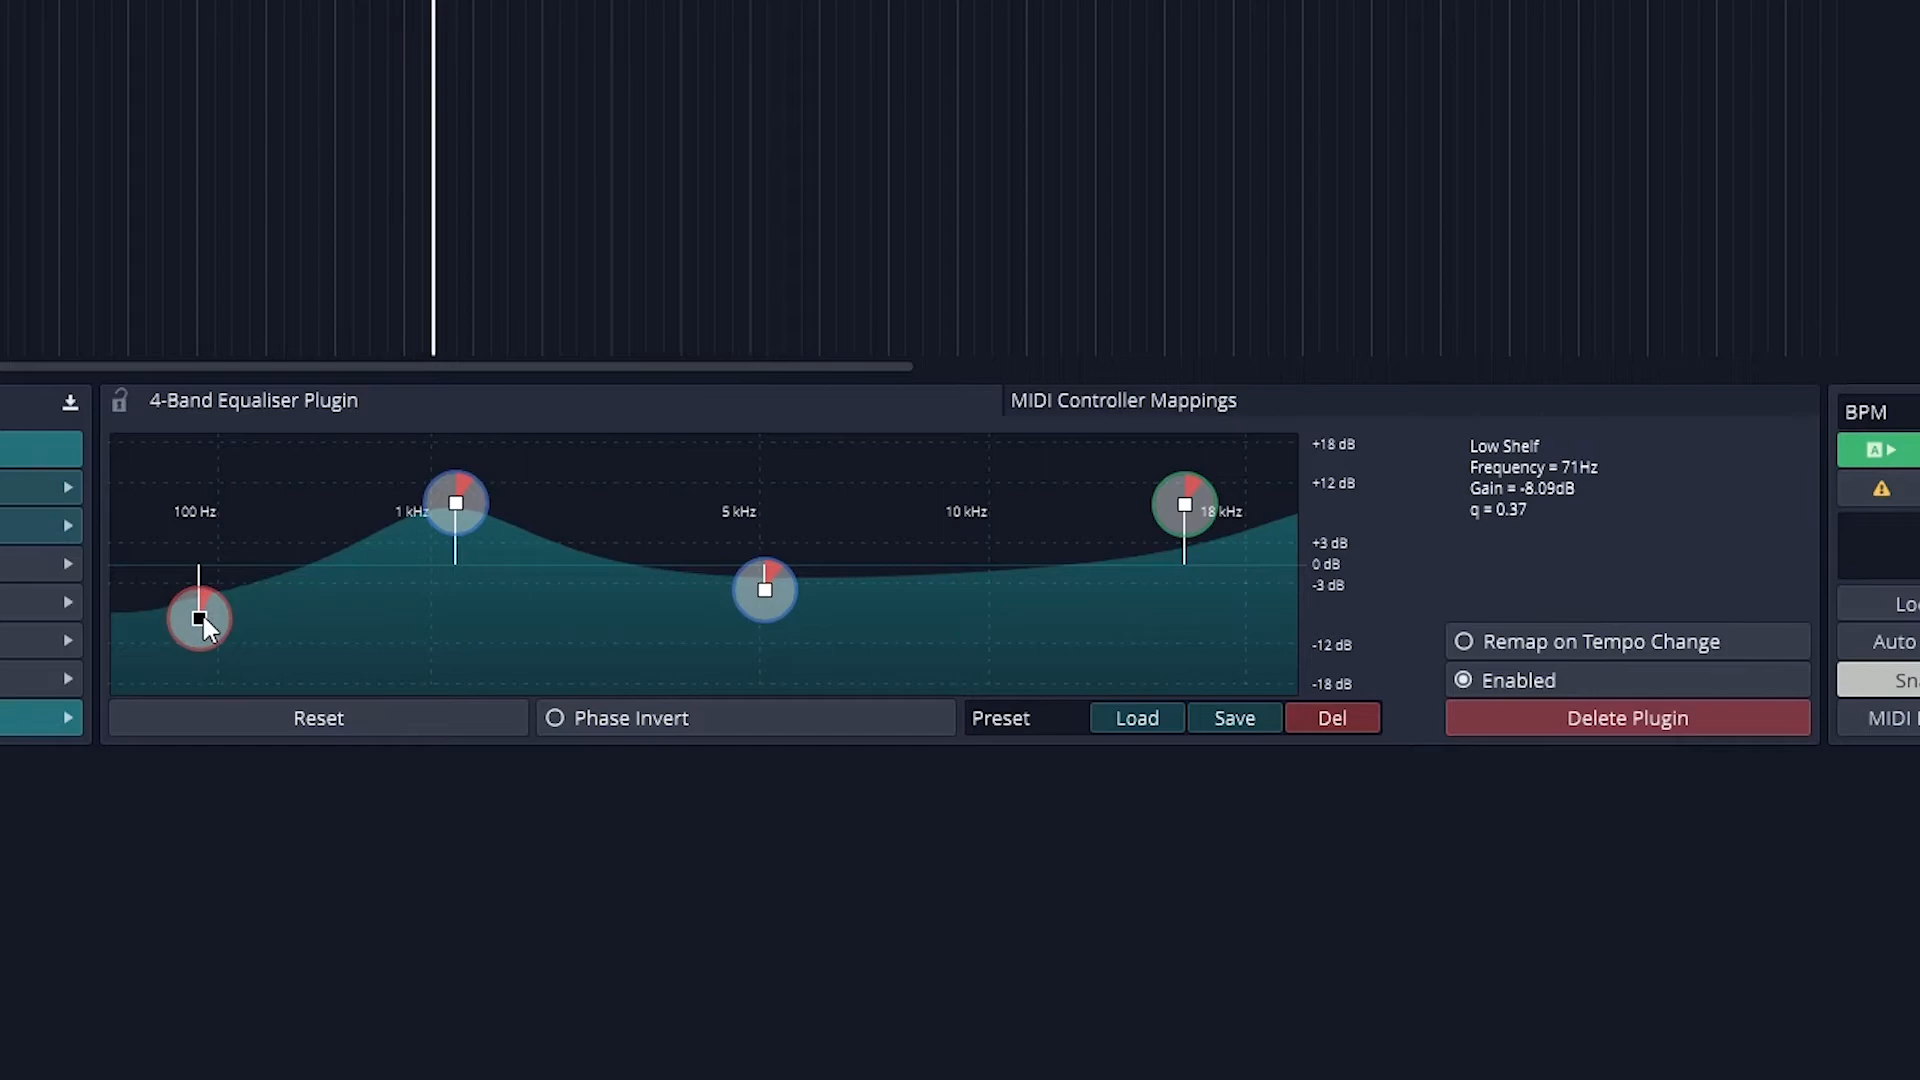 4-Band Equaliser Plugin
MIDI Controller Mappings
BPM
+18 dB
+12 dB
+3 dB
0 dB
-3 dB
-12 dB
-18 dB
100 Hz
1 kHz
5 kHz
10 kHz
18 kHz
Low Shelf
Frequency = 71Hz
Gain = -8.09dB
q = 0.37
A
Remap on Tempo Change
Enabled
Delete Plugin
Reset
Phase Invert
Preset
Load
Save
Del
Auto
MIDI